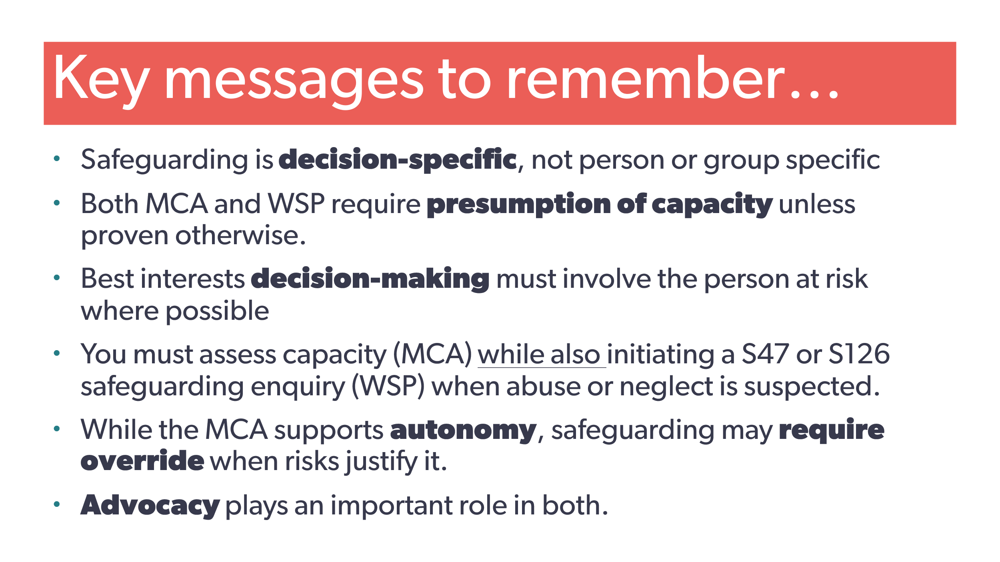 Key messages to remember...
• Safeguarding is decision-specific, not person or group specific
• Both MCA and WSP require presumption of capacity unless
proven otherwise.
• Best interests decision-making must involve the person at risk
where possible
• You must assess capacity (MCA) while also initiating a S47 or S126
safeguarding enquiry (WSP) when abuse or neglect is suspected.
• While the MCA supports autonomy, safeguarding may require
override when risks justify it.
• Advocacy plays an important role in both.